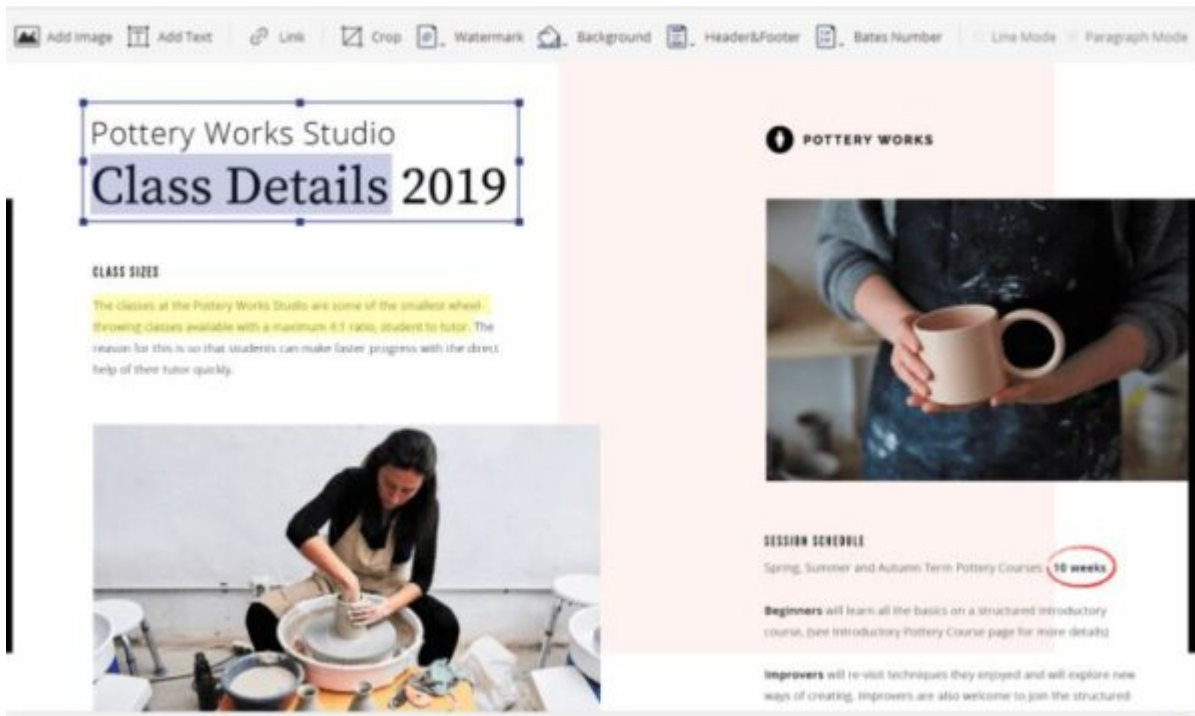 Add Image Add Text Link Crop Watermark Background Header&Footer Bates Number Line Mode Paragraph Mode
Pottery Works Studio
Class Details 2019
CLASS SIZES
The classes at the Pottery Works Studio are some of the smallest wheel-
throwing classes available with a maximum 4:1 ratio, student to tutor. The
reason for this is so that students can make faster progress with the direct
help of their tutor quickly.
POTTERY WORKS
SESSION SCHEDULE
Spring, Summer and Autumn Term Pottery Courses 10 weeks
Beginners will learn all the basics on a structured introductory
course, (see Introductory Pottery Course page for more details)
Improvers will re-visit techniques they enjoyed and will explore new
ways of creating. Improvers are also welcome to join the structured